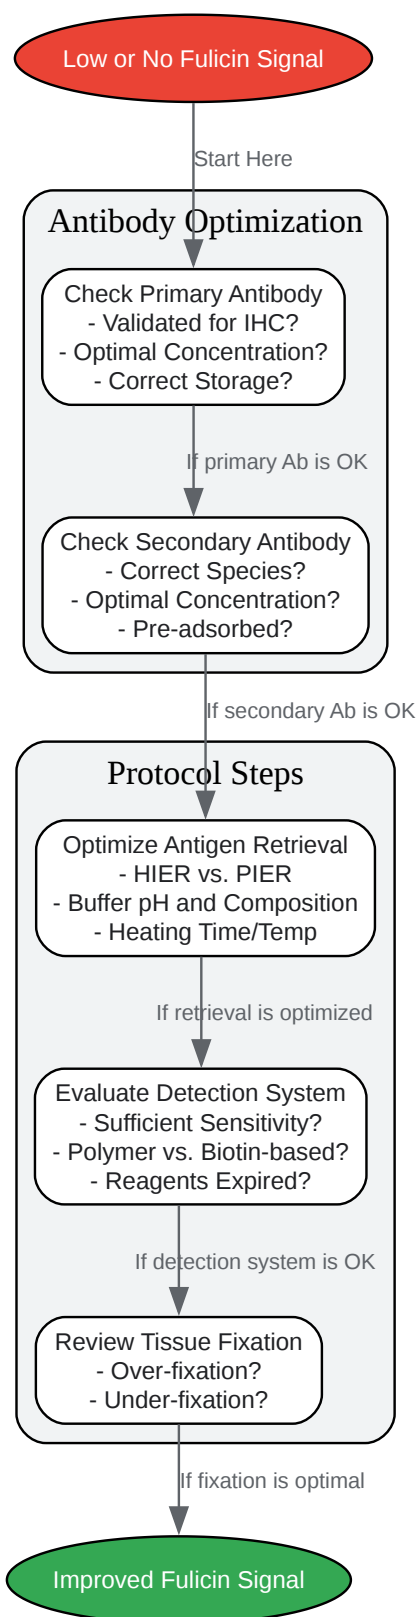 Low or No Fulicin Signal
Start Here
Antibody Optimization
Check Primary Antibody
- Validated for IHC?
- Optimal Concentration?
- Correct Storage?
If primary Ab is OK
Check Secondary Antibody
- Correct Species?
- Optimal Concentration?
- Pre-adsorbed?
If secondary Ab is OK
Protocol Steps
Optimize Antigen Retrieval
- HIER vs. PIER
- Buffer pH and Composition
- Heating Time/Temp
If retrieval is optimized
Evaluate Detection System
- Sufficient Sensitivity?
- Polymer vs. Biotin-based?
- Reagents Expired?
If detection system is OK
Review Tissue Fixation
- Over-fixation?
- Under-fixation?
If fixation is optimal
Improved Fulicin Signal